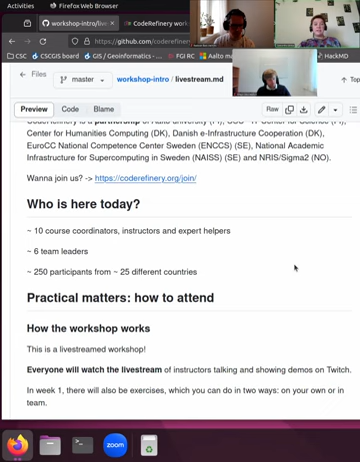 Activities
Firefox Web Browser
workshop-intro/live
CodeRefinery wor
https://github.com/coderefinery
CSC
CSCGIS board
GIS / Geoinformatics -
FGI RC
Aalto
HackMD
Files
master
workshop-intro / livestream.md
Top
Preview
Code
Blame
Raw
CodeRefinery is a partnership of
Center for Humanities Computing (DK), Danish e-Infrastructure Cooperation (DK),
EuroCC National Competence Center Sweden (ENCCS) (SE), National Academic
Infrastructure for Supercomputing in Sweden (NAISS) (SE) and NRIS/Sigma2 (NO).
Wanna join us? -> https://coderefinery.org/join/
Who is here today?
~ 10 course coordinators, instructors and expert helpers
~ 6 team leaders
~ 250 participants from ~ 25 different countries
Practical matters: how to attend
How the workshop works
This is a livestreamed workshop!
Everyone will watch the livestream of instructors talking and showing demos on Twitch.
In week 1, there will also be exercises, which you can do in two ways: on your own or in
team.
zoom